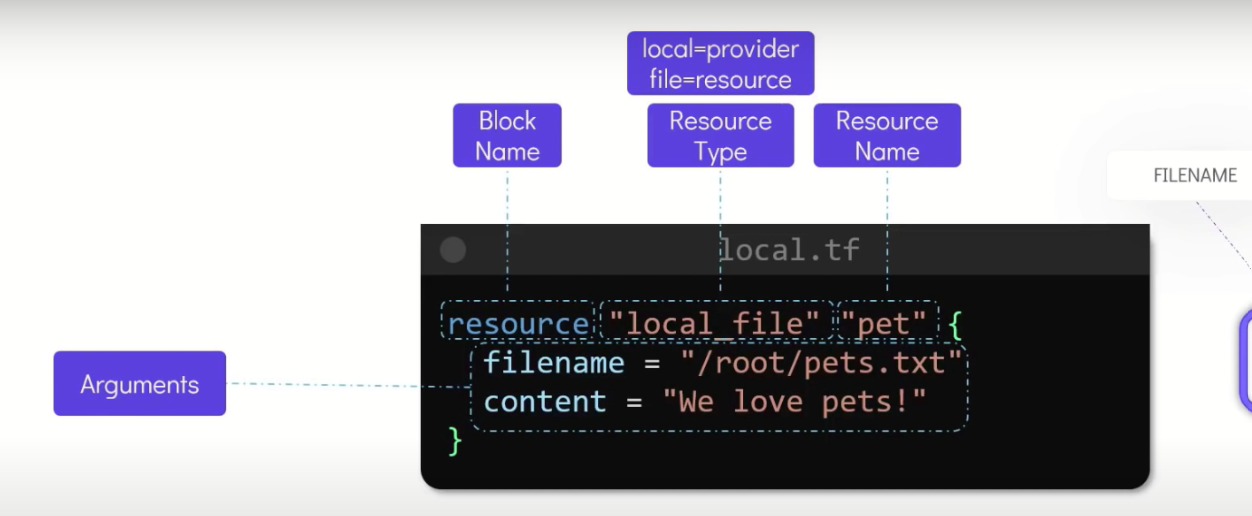 local=provider
file=resource
Block
Name
Resource
Type
Resource
Name
FILENAME
local.tf
resource "local_file" "pet" {
filename = "/root/pets.txt"
content = "We love pets!"
}
Arguments